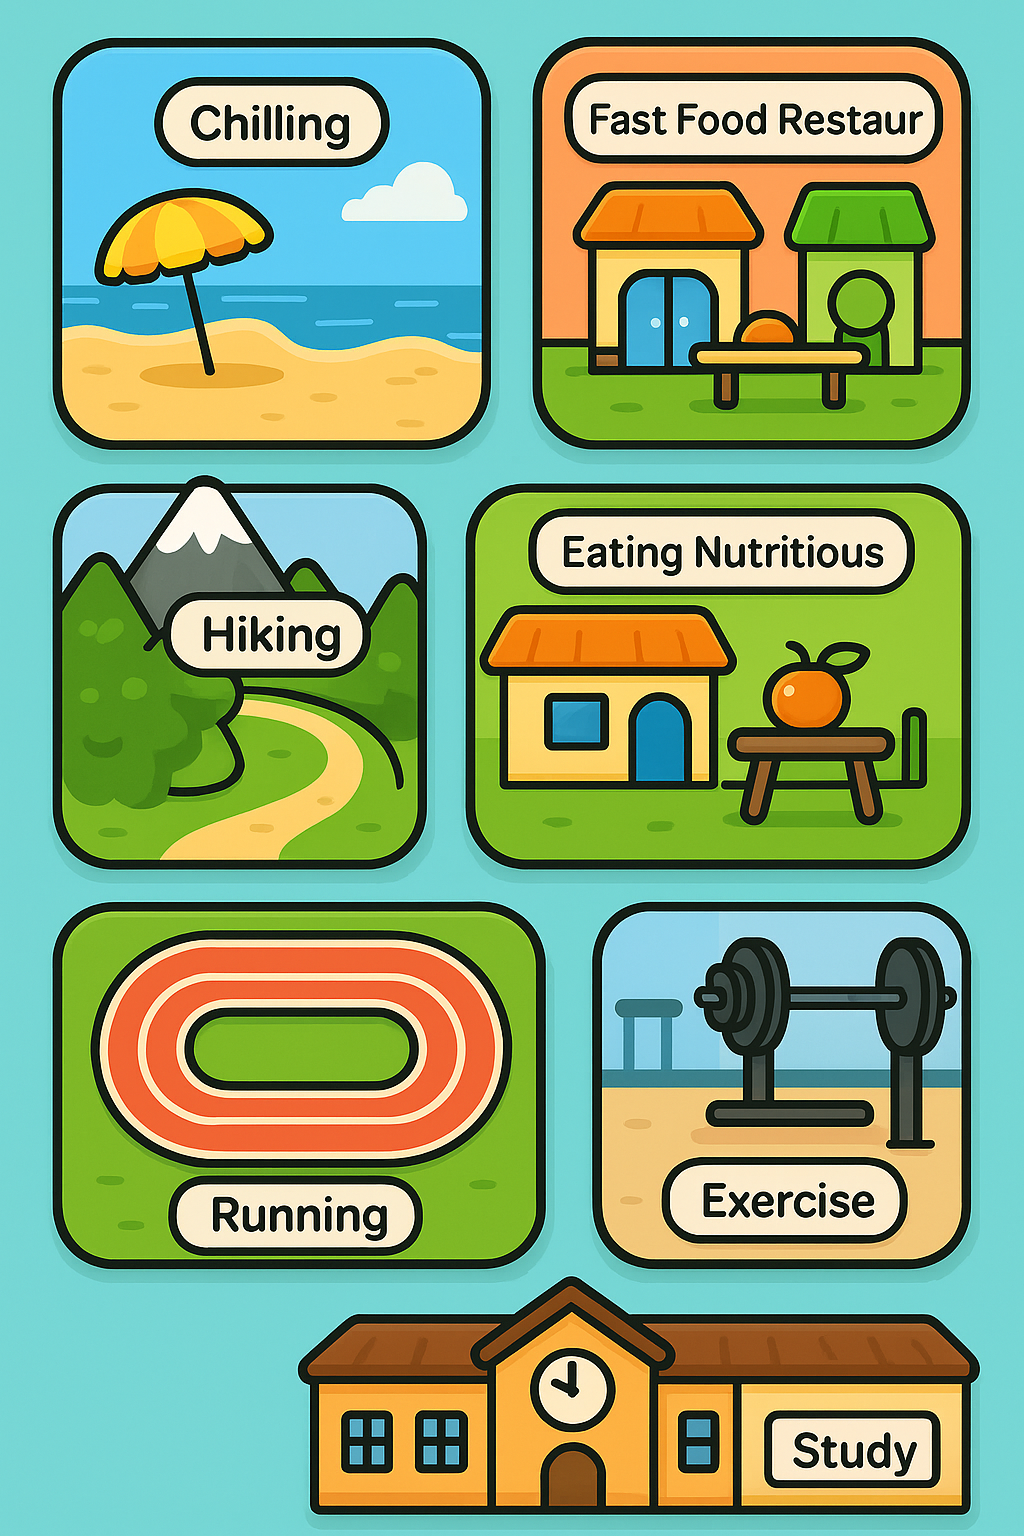 Chilling
Fast Food Restaur
Hiking
Eating Nutritious
Running
Exercise
Study